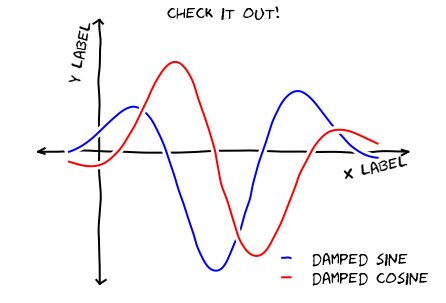 CHECK IT OUT!
Y LABEL
X LABEL
DAMPED SINE
DAMPED COSINE